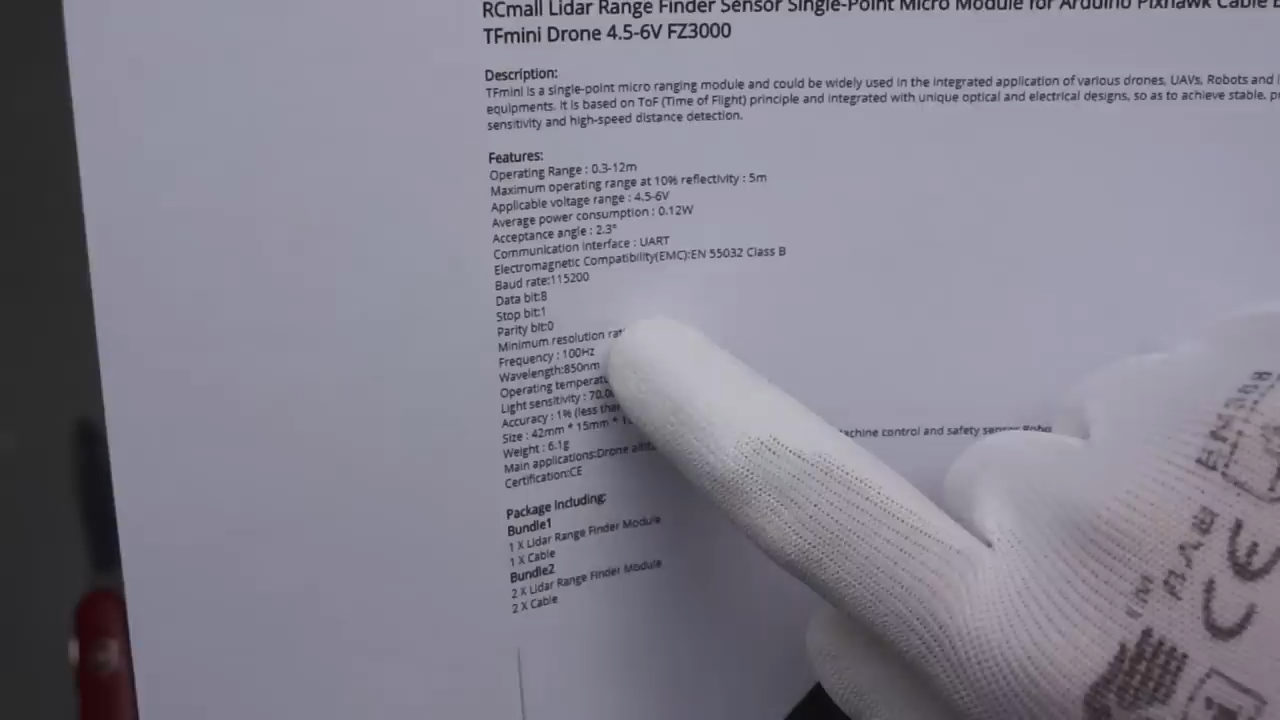 RCmall Lidar Range Finder Sensor Single-Point Micro Module for Arduino Pixhawk Cable
TFmini Drone 4.5-6V FZ3000
Description:
TFmini is a single-point micro ranging module and could be widely used in the integrated application of various drones, UAVs, Robots and
equipments. It is based on ToF (Time of Flight) principle and integrated with unique optical and electrical designs, so as to achieve stable,
sensitivity and high-speed distance detection.
Features:
Operating Range : 0.3-12m
Maximum operating range at 10% reflectivity : 5m
Applicable voltage range : 4.5-6V
Average power consumption : 0.12W
Acceptance angle : 2.3°
Communication interface : UART
Electromagnetic Compatibility(EMC):EN 55032 Class B
Baud rate:115200
Data bit:8
Stop bit:1
Parity bit:0
Minimum resolution
Frequency : 100Hz
Wavelength:850nm
Operating
Light sensitivity :
Accuracy : 1% (less
Size : 42mm * 15mm *
Weight : 6.1g
Main applications:Drone control and safety sensor
Certification:CE
Package Including:
Bundle1
1 X Lidar Range Finder Module
1 X Cable
Bundle2
2 X Lidar Range Finder Module
2 X Cable
CE